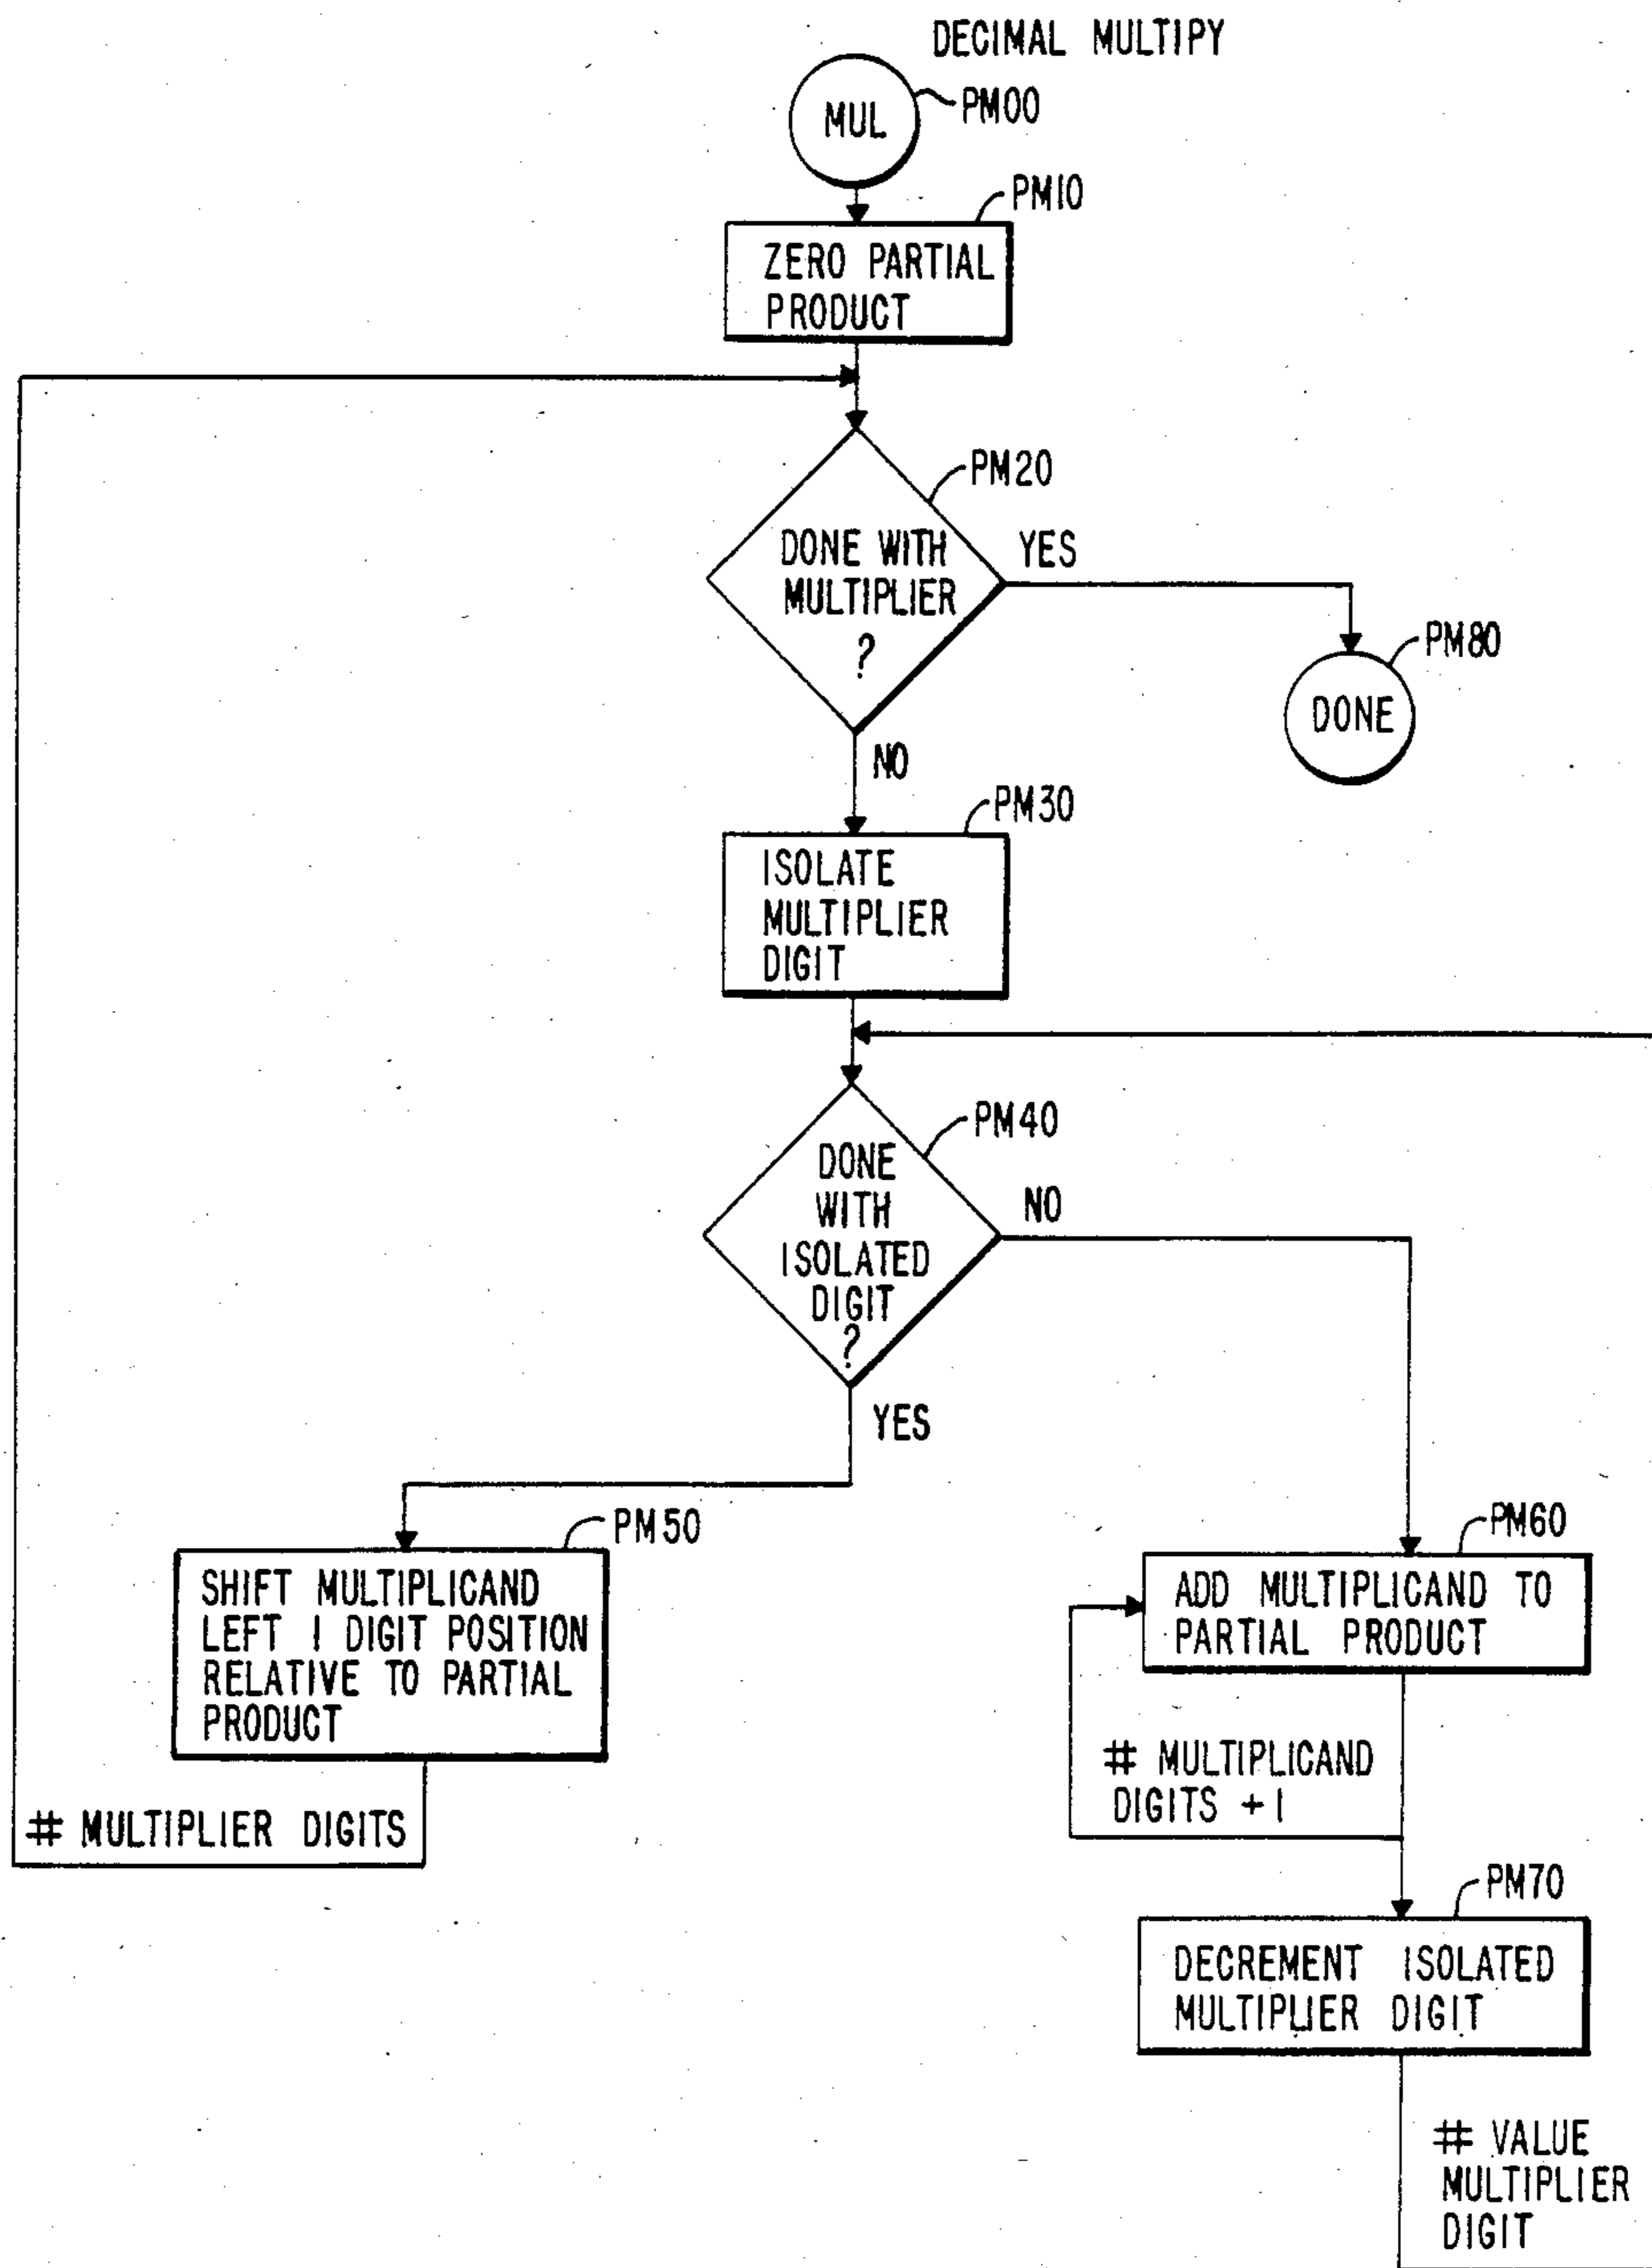 DECIMAL MULTIPY
MUL
PM00
PM10
ZERO PARTIAL
PRODUCT
PM20
DONE WITH
MULTIPLIER
?
YES
PM80
DONE
NO
PM30
ISOLATE
MULTIPLIER
DIGIT
PM40
DONE
WITH
ISOLATED
DIGIT
?
NO
YES
PM50
SHIFT MULTIPLICAND
LEFT 1 DIGIT POSITION
RELATIVE TO PARTIAL
PRODUCT
# MULTIPLIER DIGITS
PM60
ADD MULTIPLICAND TO
PARTIAL PRODUCT
# MULTIPLICAND
DIGITS +1
PM70
DECREMENT ISOLATED
MULTIPLIER DIGIT
# VALUE
MULTIPLIER
DIGIT